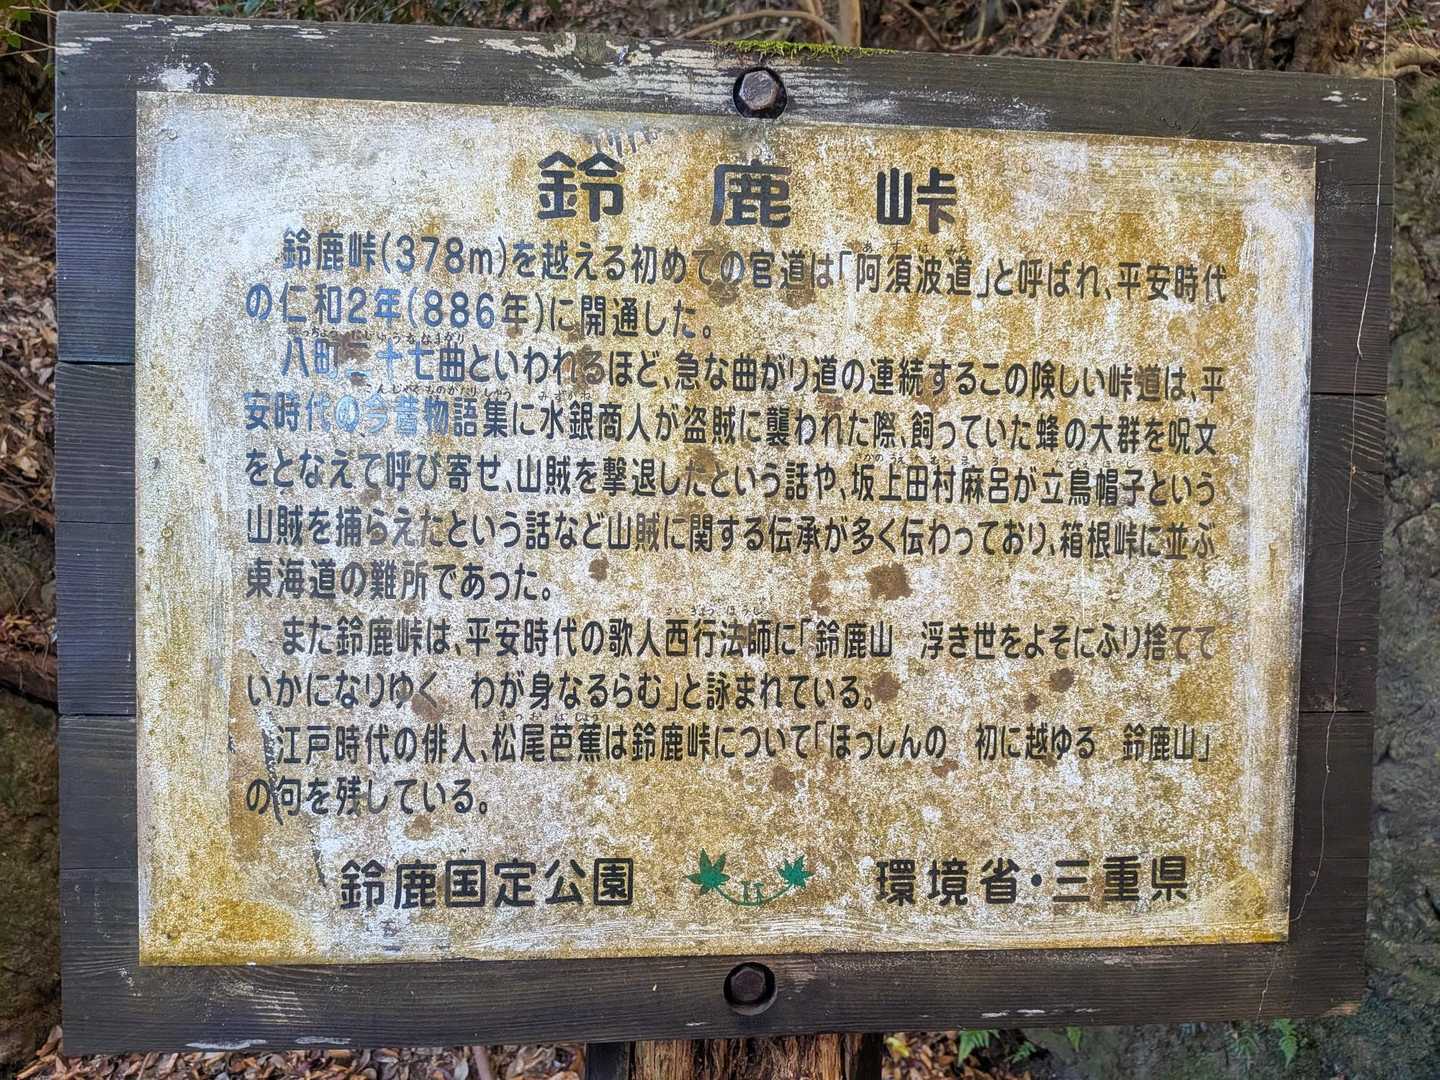 鈴鹿峠
鈴鹿峠(378m)を越える初めての官道は「阿須波道」と呼ばれ、平安時代
の仁和2年(886年)に開通した。
八町二十七曲といわれるほど、急な曲がり道の連続するこの険しい峠道は、平
安時代の今昔物語集に水銀商人が盗賊に襲われた際、飼っていた蜂の大群を呪文
をとなえて呼び寄せ、山賊を撃退したという話や、坂上田村麻呂が立烏帽子という
山賊を捕らえたという話など山賊に関する伝承が多く伝わっており、箱根峠に並ぶ
東海道の難所であった。
また鈴鹿峠は、平安時代の歌人西行法師に「鈴鹿山　浮き世をよそにふり捨てて
いかになりゆく　わが身なるらむ」と詠まれている。
江戸時代の俳人、松尾芭蕉は鈴鹿峠について「ほっしんの　初に越ゆる　鈴鹿山」
の句を残している。
鈴鹿国定公園　環境省・三重県